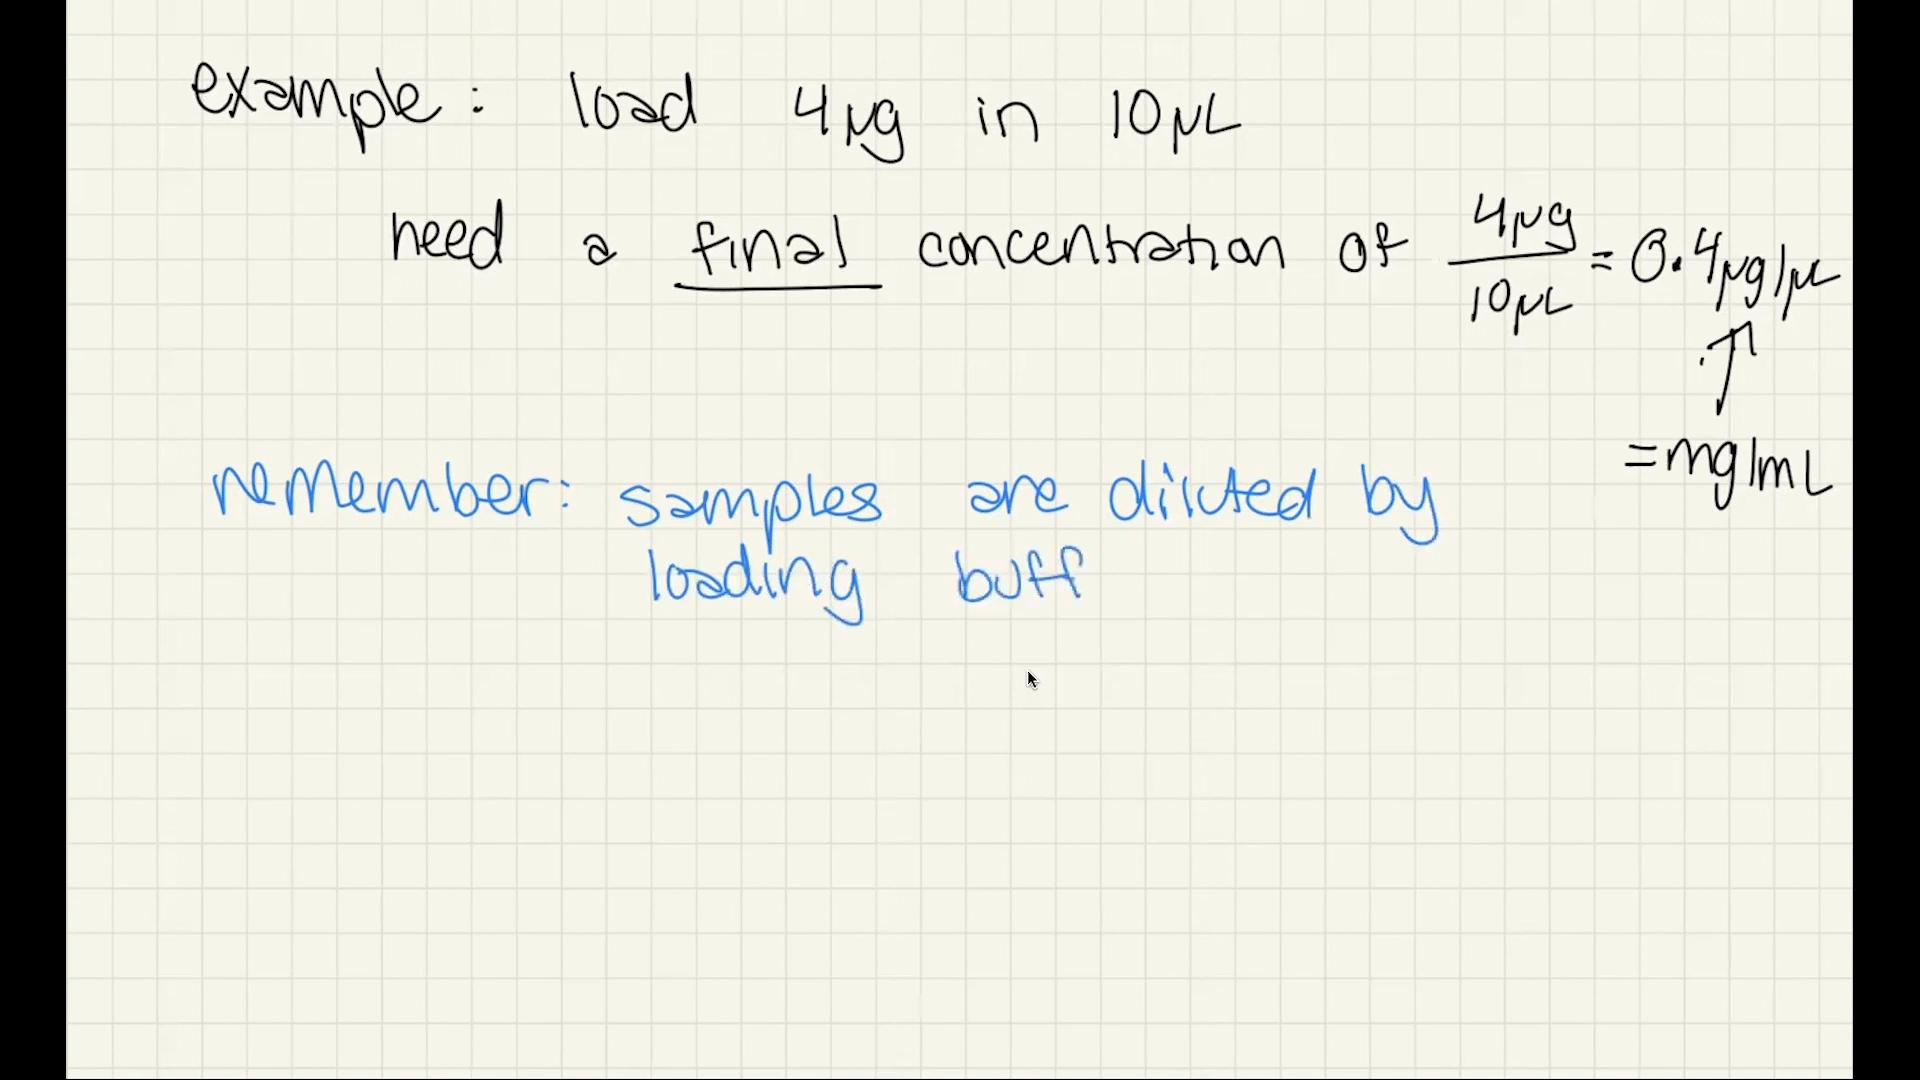 example: load 4µg in 10µL
need a final concentration of 4µg/10µL = 0.4µg/µL
= mg/mL
remember: samples are diluted by
loading buff